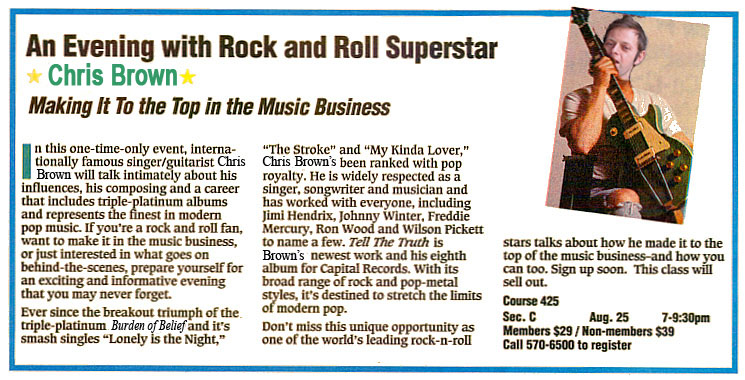 An Evening with Rock and Roll Superstar
Chris Brown
Making It To the Top in the Music Business
In this one-time-only event, interna-
tionally famous singer/guitarist Chris
Brown will talk intimately about his
influences, his composing and a career
that includes triple-platinum albums
and represents the finest in modern
pop music. If you're a rock and roll fan,
want to make it in the music business,
or just interested in what goes on
behind-the-scenes, prepare yourself for
an exciting and informative evening
that you may never forget.
Ever since the breakout triumph of the
triple-platinum Burden of Belief and it's
smash singles "Lonely is the Night,"
"The Stroke" and "My Kinda Lover,"
Chris Brown's been ranked with pop
royalty. He is widely respected as a
singer, songwriter and musician and
has worked with everyone, including
Jimi Hendrix, Johnny Winter, Freddie
Mercury, Ron Wood and Wilson Pickett
to name a few. Tell The Truth is
Brown's newest work and his eighth
album for Capital Records. With its
broad range of rock and pop-metal
styles, it's destined to stretch the limits
of modern pop.
Don't miss this unique opportunity as
one of the world's leading rock-n-roll
stars talks about how he made it to the
top of the music business–and how you
can too. Sign up soon. This class will
sell out.
Course 425
Sec. C Aug. 25 7-9:30pm
Members $29 / Non-members $39
Call 570-6500 to register